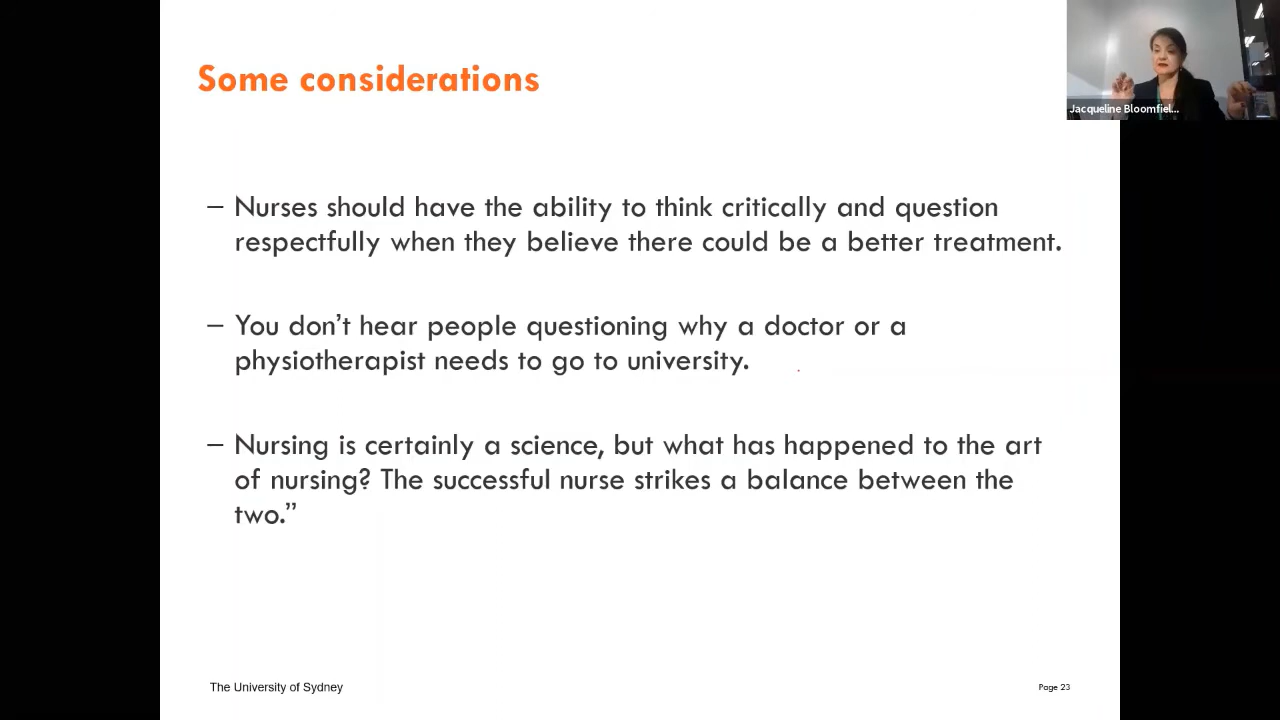 Some considerations
Jacqueline Bloomfiel...
– Nurses should have the ability to think critically and question
respectfully when they believe there could be a better treatment.
– You don’t hear people questioning why a doctor or a
physiotherapist needs to go to university.
– Nursing is certainly a science, but what has happened to the art
of nursing? The successful nurse strikes a balance between the
two.”
The University of Sydney
Page 23